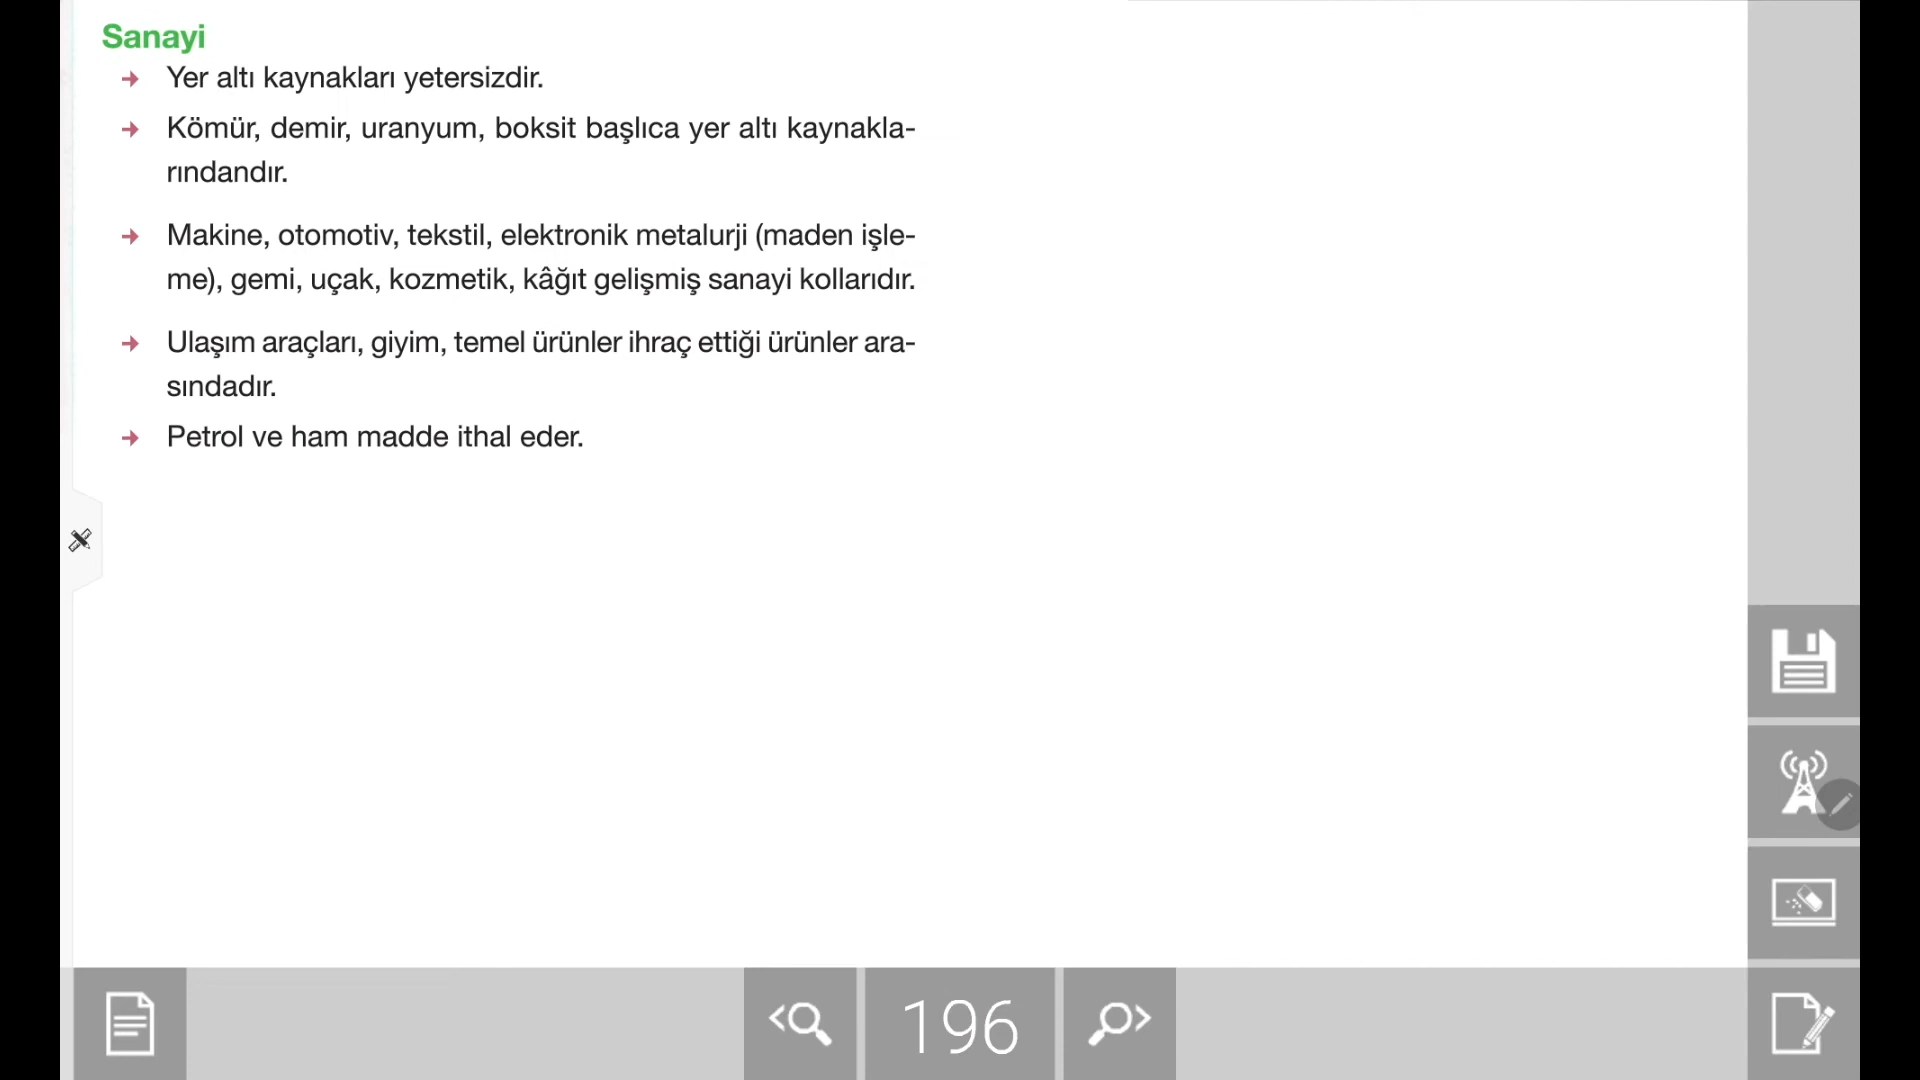 Sanayi
Yer altı kaynakları yetersizdir.
Kömür, demir, uranyum, boksit başlıca yer altı kaynakla-
rındandır.
Makine, otomotiv, tekstil, elektronik metalurji (maden işle-
me), gemi, uçak, kozmetik, kâğıt gelişmiş sanayi kollarıdır.
Ulaşım araçları, giyim, temel ürünler ihraç ettiği ürünler ara-
sındadır.
Petrol ve ham madde ithal eder.
196